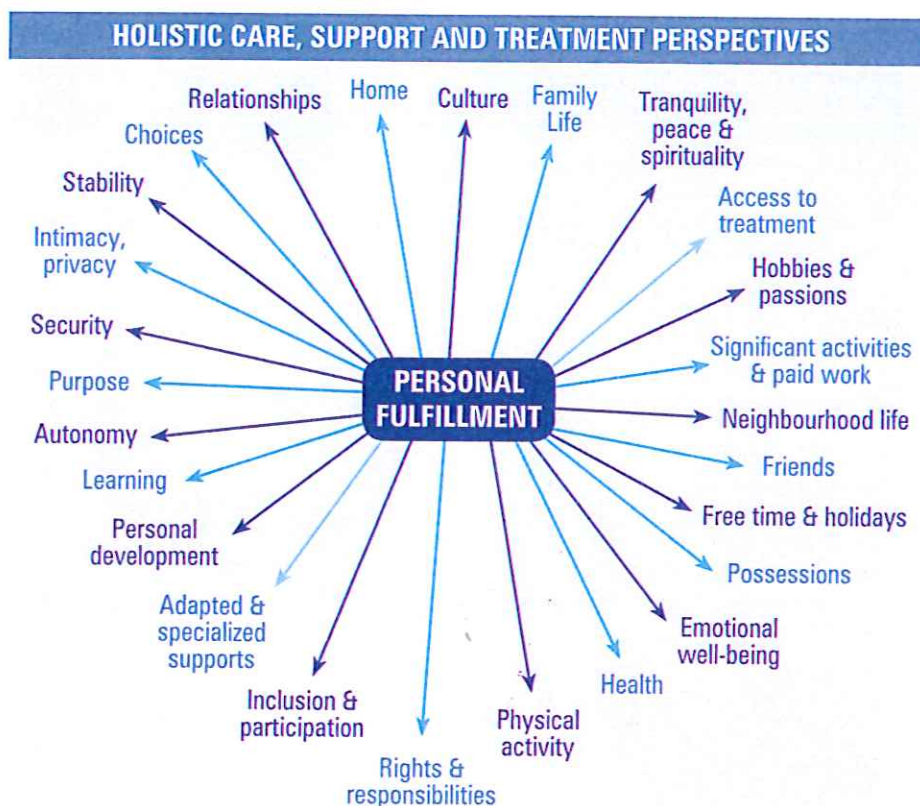 HOLISTIC CARE, SUPPORT AND TREATMENT PERSPECTIVES
Relationships
Home
Culture
Family
Life
Tranquility,
peace &
spirituality
Choices
Stability
Access to
treatment
Intimacy,
privacy
Hobbies &
passions
Security
Significant activities
& paid work
Purpose
PERSONAL
FULFILLMENT
Neighbourhood life
Autonomy
Friends
Learning
Free time & holidays
Personal
development
Possessions
Adapted &
specialized
supports
Emotional
well-being
Health
Inclusion &
participation
Physical
activity
Rights &
responsibilities